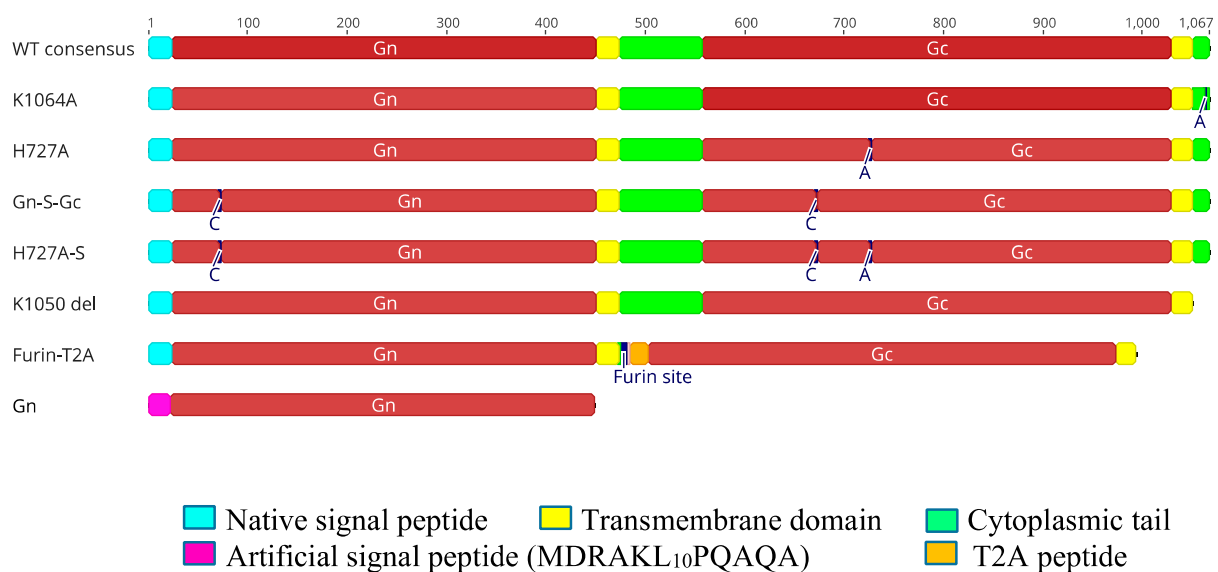 1 100 200 300 400 500 600 700 800 900 1,000 1,067
WT consensus Gn Gc
K1064A Gn Gc
A
H727A Gn Gc
A
Gn-S-Gc Gn Gc
C C
H727A-S Gn Gc
C C A
K1050 del Gn Gc
Furin-T2A Gn Gc
Furin site
Gn Gn
Native signal peptide Transmembrane domain Cytoplasmic tail
Artificial signal peptide (MDRAKL₁₀PQAQA) T2A peptide